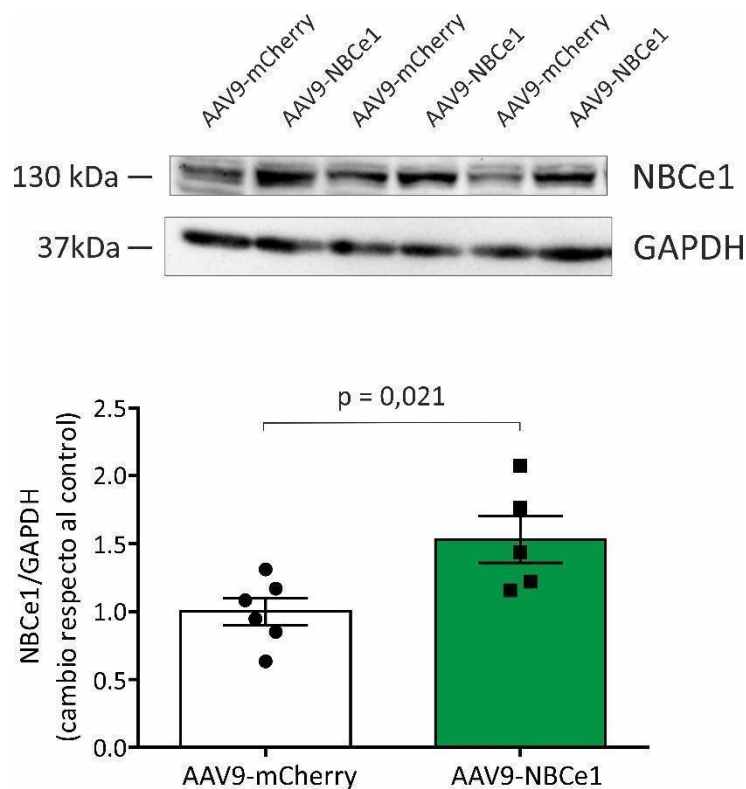 AAV9-mCherry
AAV9-NBCe1
AAV9-mCherry
AAV9-NBCe1
AAV9-mCherry
AAV9-NBCe1
130 kDa
NBCe1
37kDa
GAPDH
p = 0,021
2.5
2.0
1.5
1.0
0.5
0.0
NBCe1/GAPDH
(cambio respecto al control)
AAV9-mCherry
AAV9-NBCe1